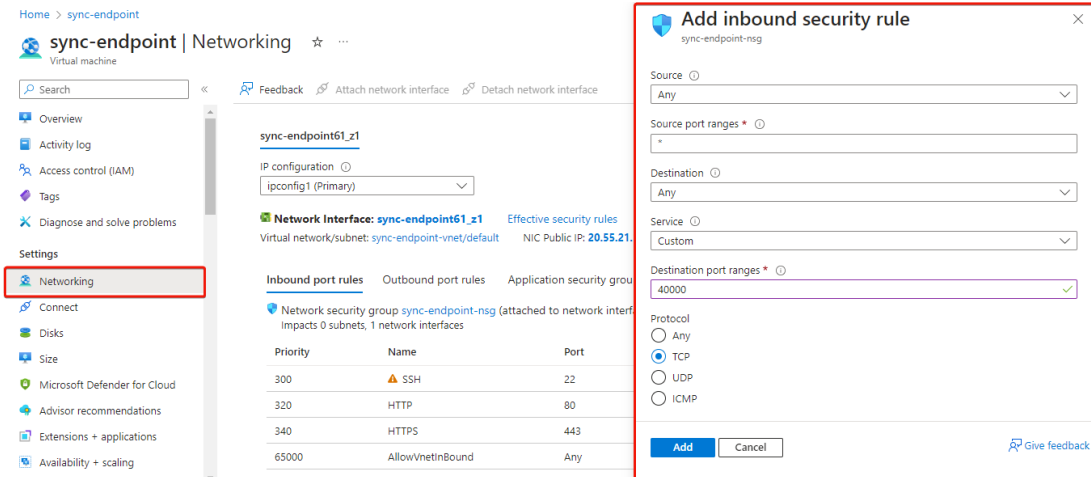 Home > sync-endpoint
sync-endpoint | Networking ☆ ...
Virtual machine
Search «
Overview
Activity log
Access control (IAM)
Tags
Diagnose and solve problems
Settings
Networking
Connect
Disks
Size
Microsoft Defender for Cloud
Advisor recommendations
Extensions + applications
Availability + scaling
Feedback Attach network interface Detach network interface
sync-endpoint61_z1
IP configuration
ipconfig1 (Primary)
Network Interface: sync-endpoint61_z1 Effective security rules
Virtual network/subnet: sync-endpoint-vnet/default NIC Public IP: 20.55.21.
Inbound port rules Outbound port rules Application security grou
Network security group sync-endpoint-nsg (attached to network interf
Impacts 0 subnets, 1 network interfaces
Priority Name Port
300 SSH 22
320 HTTP 80
340 HTTPS 443
65000 AllowVnetInBound Any
Add inbound security rule
sync-endpoint-nsg
Source
Any
Source port ranges *
*
Destination
Any
Service
Custom
Destination port ranges *
40000
Protocol
Any
TCP
UDP
ICMP
Add Cancel Give feedback